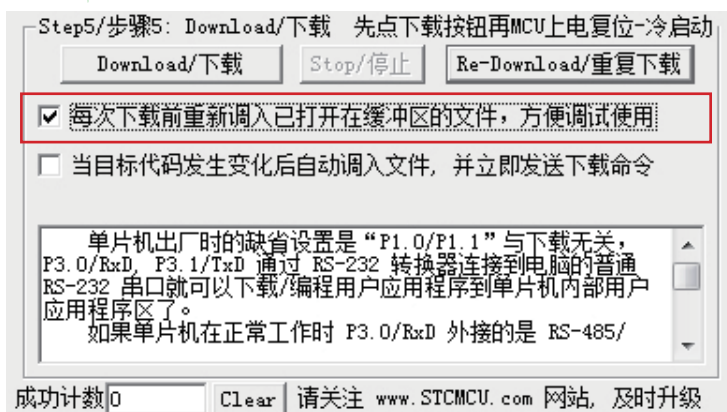 Step5/步骤5: Download/下载 先点下载按钮再MCU上电复位-冷启动
Download/下载 Stop/停止 Re-Download/重复下载
每次下载前重新调入已打开在缓冲区的文件，方便调试使用
当目标代码发生变化后自动调入文件, 并立即发送下载命令
单片机出厂时的缺省设置是“P1.0/P1.1”与下载无关，
P3.0/RxD, P3.1/TxD 通过 RS-232 转换器连接到电脑的普通
RS-232 串口就可以下载/编程用户应用程序到单片机内部用户
应用程序区了。
如果单片机在正常工作时 P3.0/RxD 外接的是 RS-485/
成功计数 0 Clear 请关注 www.STCMCU.com 网站, 及时升级